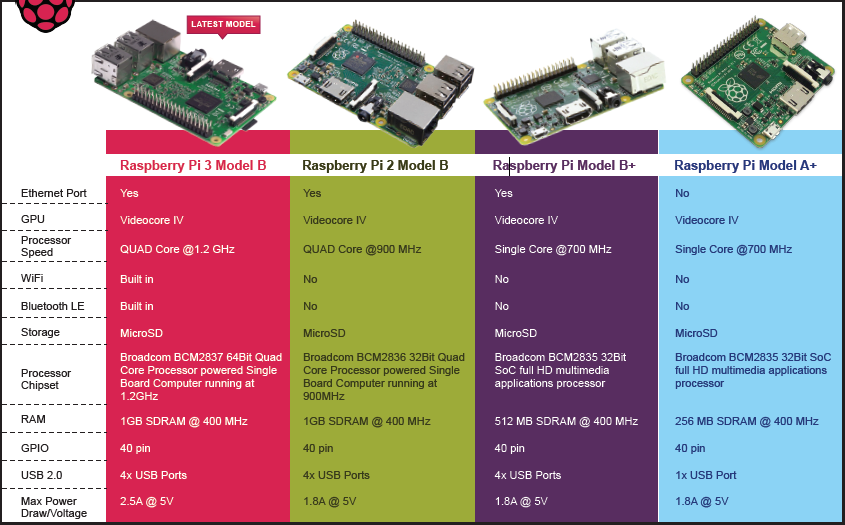 LATEST MODEL
Raspberry Pi 3 Model B Raspberry Pi 2 Model B Raspberry Pi Model B+ Raspberry Pi Model A+
Ethernet Port Yes Yes Yes No
GPU Videocore IV Videocore IV Videocore IV Videocore IV
Processor
Speed QUAD Core @1.2 GHz QUAD Core @900 MHz Single Core @700 MHz Single Core @700 MHz
WiFi Built in No No No
Bluetooth LE Built in No No No
Storage MicroSD MicroSD MicroSD MicroSD
Processor
Chipset
Broadcom BCM2837 64Bit Quad
Core Processor powered Single
Board Computer running at
1.2GHz
Broadcom BCM2836 32Bit Quad
Core Processor powered Single
Board Computer running at
900MHz
Broadcom BCM2835 32Bit
SoC full HD multimedia
applications processor
Broadcom BCM2835 32Bit SoC
full HD multimedia applications
processor
RAM 1GB SDRAM @ 400 MHz 1GB SDRAM @ 400 MHz 512 MB SDRAM @ 400 MHz 256 MB SDRAM @ 400 MHz
GPIO 40 pin 40 pin 40 pin 40 pin
USB 2.0 4x USB Ports 4x USB Ports 4x USB Ports 1x USB Port
Max Power
Draw/Voltage 2.5A @ 5V 1.8A @ 5V 1.8A @ 5V 1.8A @ 5V